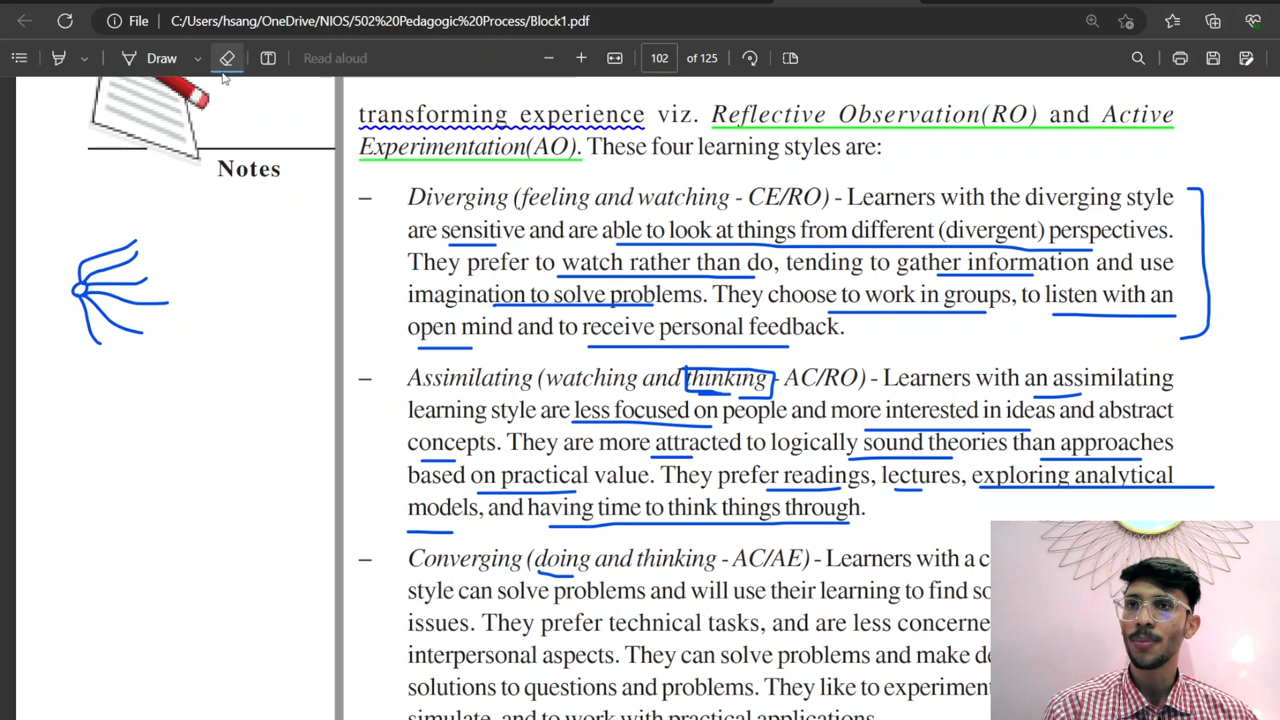 File C:/Users/hsang/OneDrive/NIOS/502%20Pedagogic%20Process/Block1.pdf
Draw Read aloud 102 of 125
transforming experience viz. Reflective Observation(RO) and Active
Experimentation(AO). These four learning styles are:
Notes
– Diverging (feeling and watching - CE/RO) - Learners with the diverging style
are sensitive and are able to look at things from different (divergent) perspectives.
They prefer to watch rather than do, tending to gather information and use
imagination to solve problems. They choose to work in groups, to listen with an
open mind and to receive personal feedback.
– Assimilating (watching and thinking - AC/RO) - Learners with an assimilating
learning style are less focused on people and more interested in ideas and abstract
concepts. They are more attracted to logically sound theories than approaches
based on practical value. They prefer readings, lectures, exploring analytical
models, and having time to think things through.
– Converging (doing and thinking - AC/AE) - Learners with a c
style can solve problems and will use their learning to find so
issues. They prefer technical tasks, and are less concerne
interpersonal aspects. They can solve problems and make de
solutions to questions and problems. They like to experiment
simulate, and to work with practical applications.